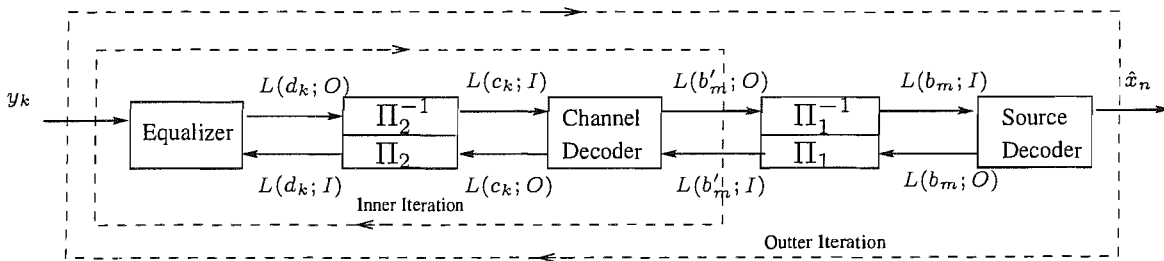 y_k
Equalizer
L(d_k; O)
L(d_k; I)
Π_2^{-1}
Π_2
L(c_k; I)
L(c_k; O)
Channel
Decoder
L(b'_m; O)
L(b'_m; I)
Π_1^{-1}
Π_1
L(b_m; I)
L(b_m; O)
Source
Decoder
x̂_n
Inner Iteration
Outter Iteration